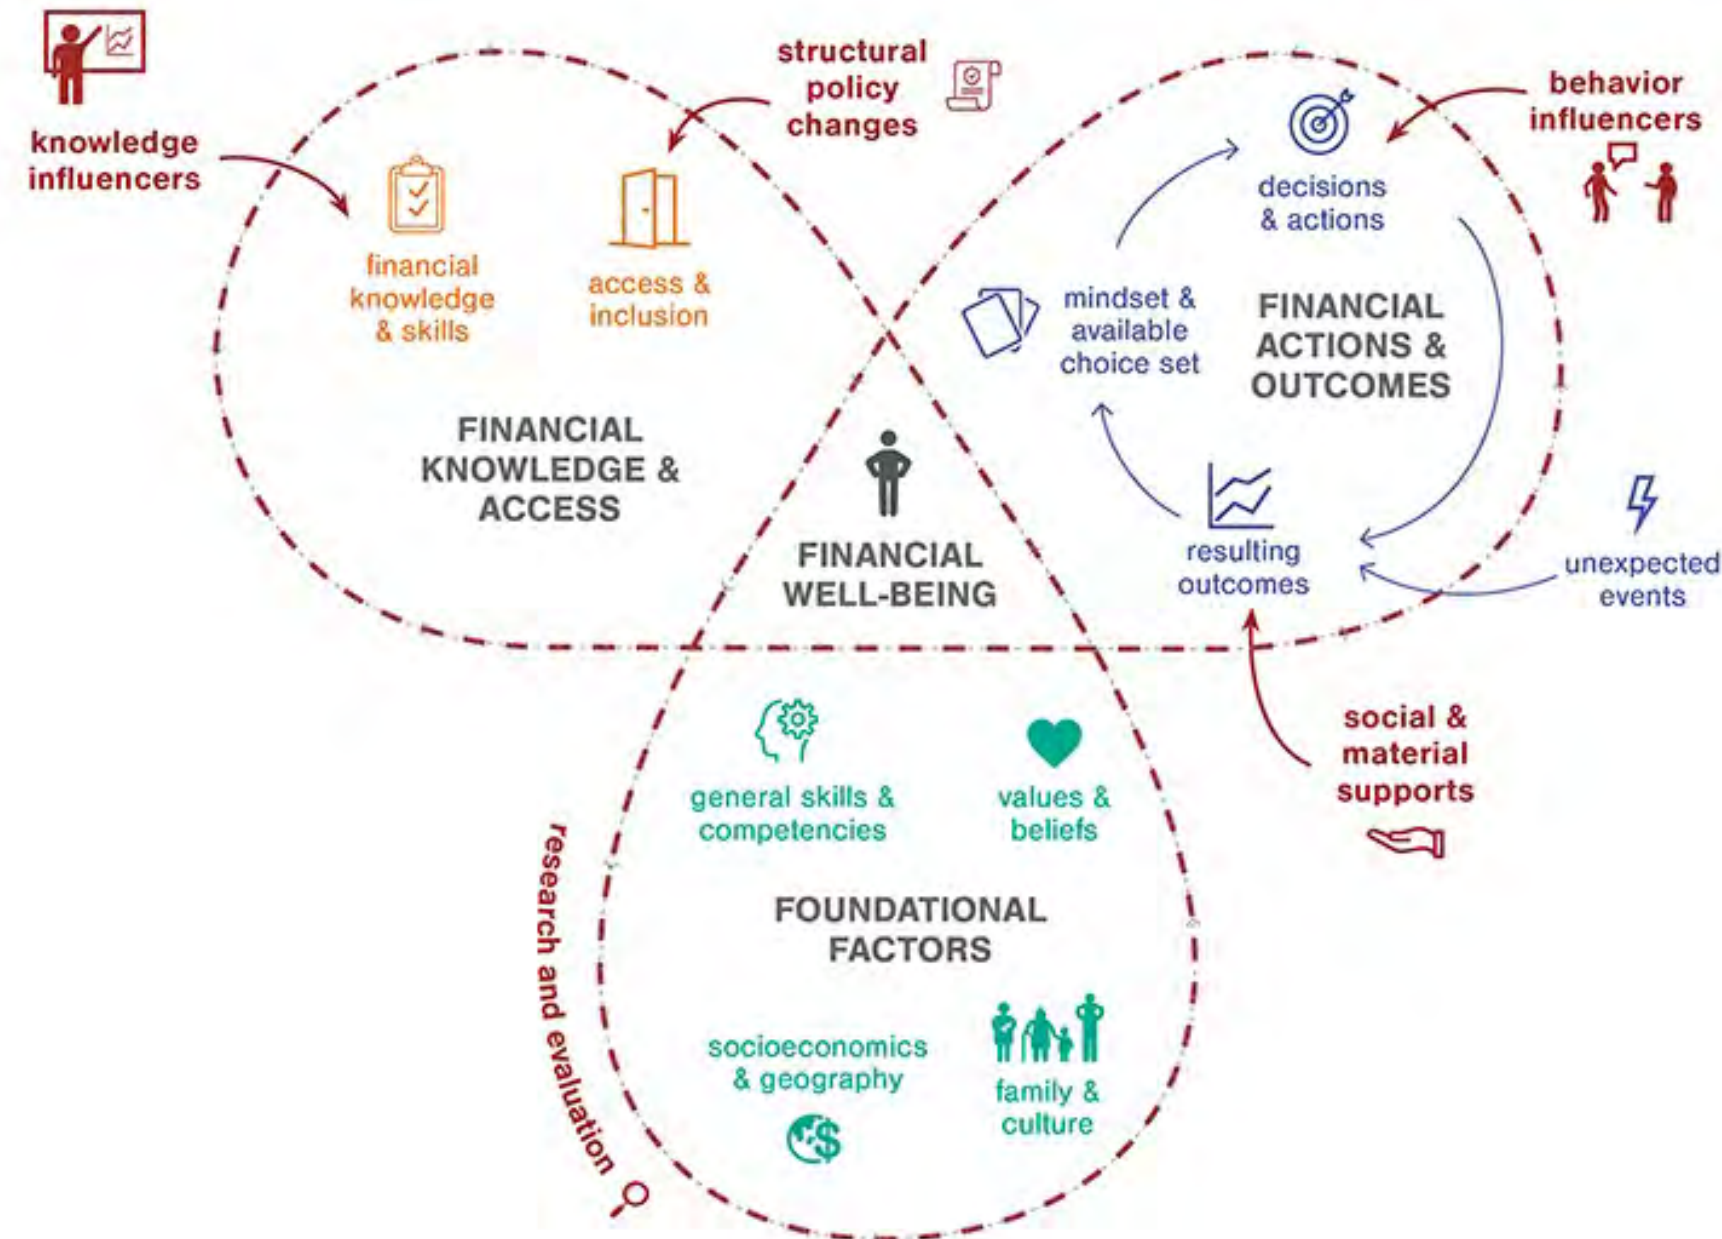 knowledge
influencers
structural
policy
changes
behavior
influencers
financial
knowledge
& skills
access &
inclusion
FINANCIAL
KNOWLEDGE &
ACCESS
decisions
& actions
mindset &
available
choice set
FINANCIAL
ACTIONS &
OUTCOMES
resulting
outcomes
unexpected
events
FINANCIAL
WELL-BEING
social &
material
supports
general skills &
competencies
values &
beliefs
FOUNDATIONAL
FACTORS
socioeconomics
& geography
$
family &
culture
research and evaluation